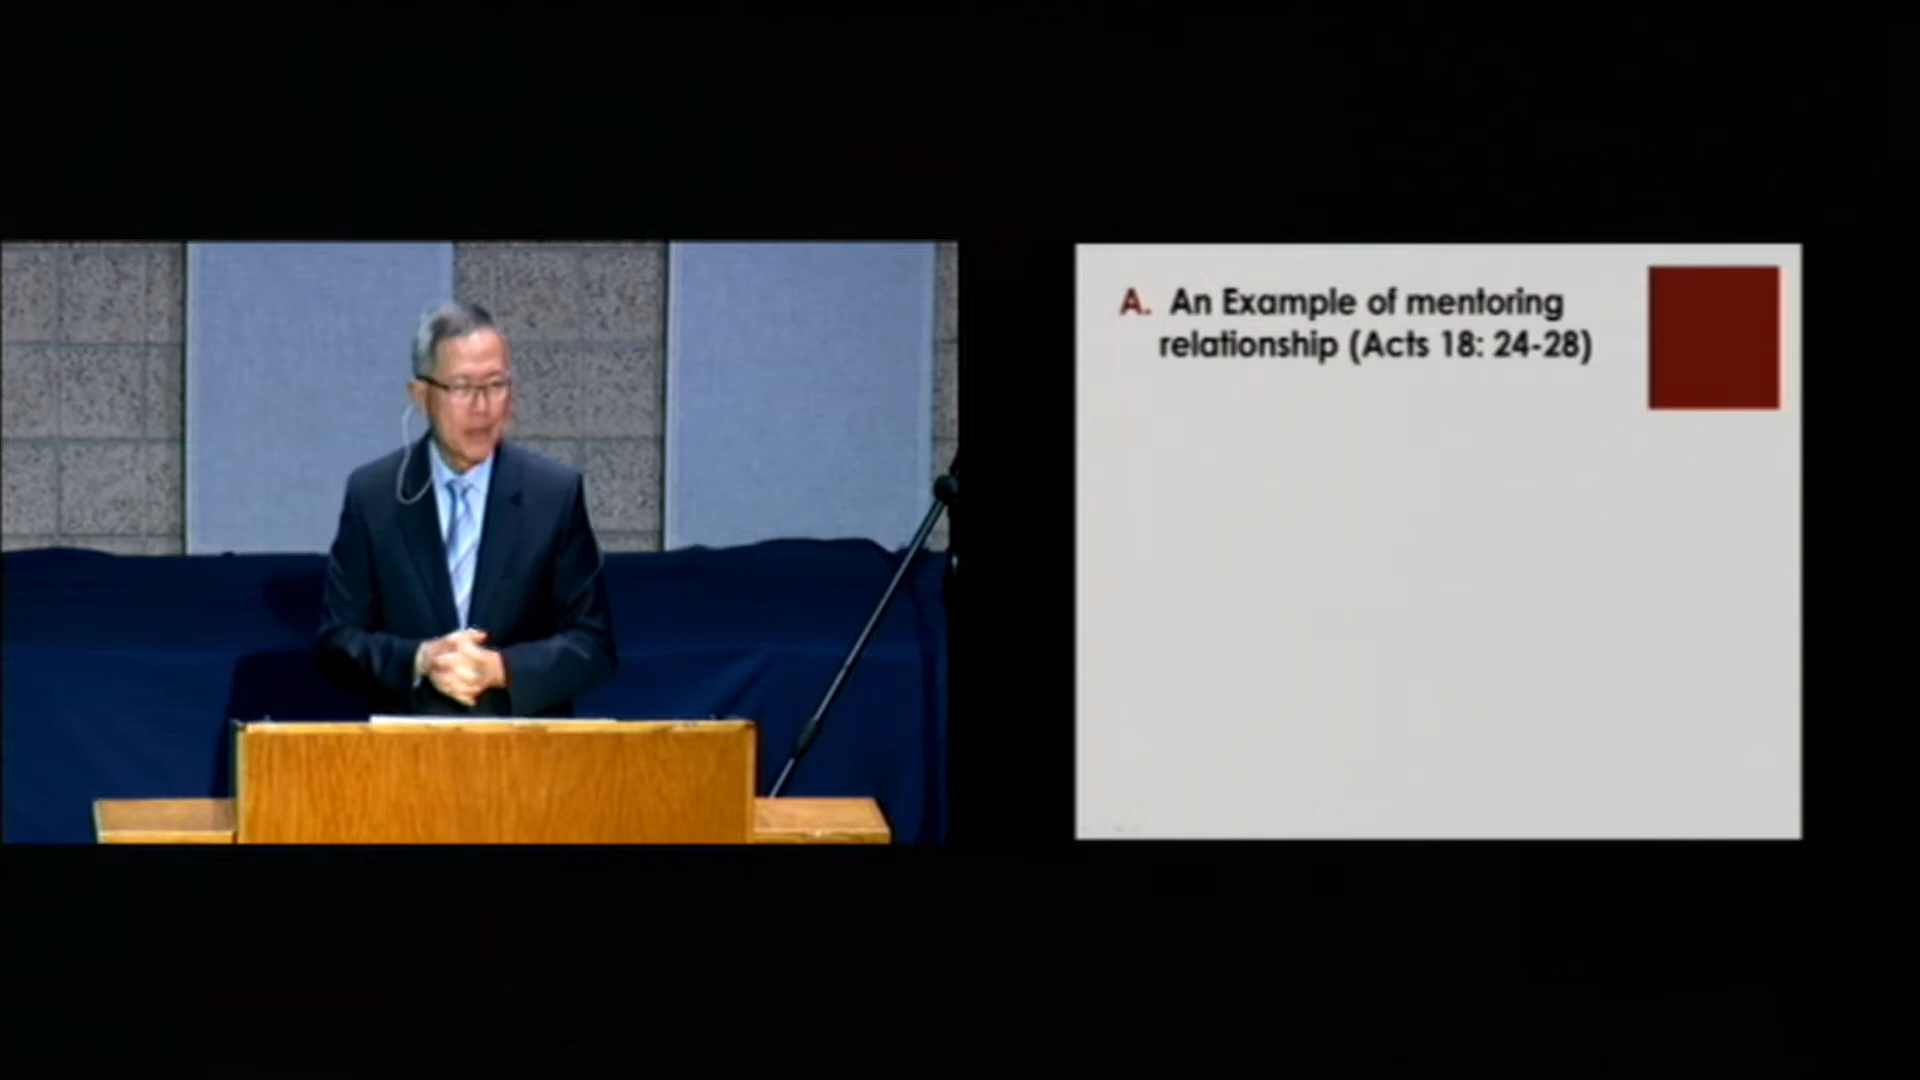 A. An Example of mentoring
relationship (Acts 18: 24-28)